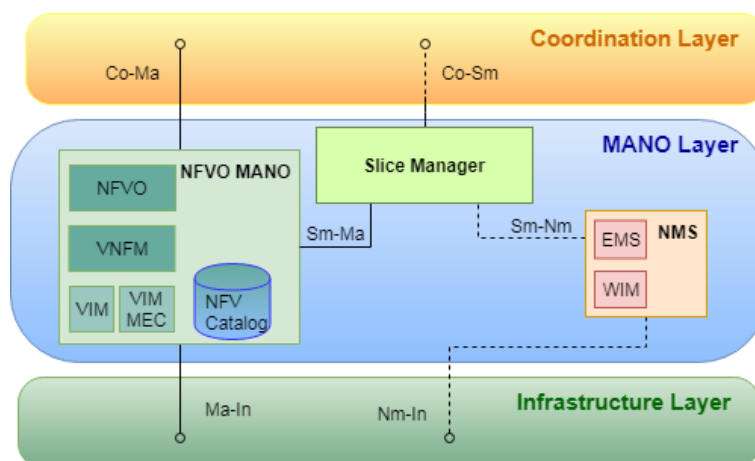 Coordination Layer
Co-Ma
Co-Sm
MANO Layer
NFVO MANO
NFVO
VNFM
VIM
VIM
MEC
NFV
Catalog
Slice Manager
Sm-Ma
Sm-Nm
NMS
EMS
WIM
Infrastructure Layer
Ma-In
Nm-In